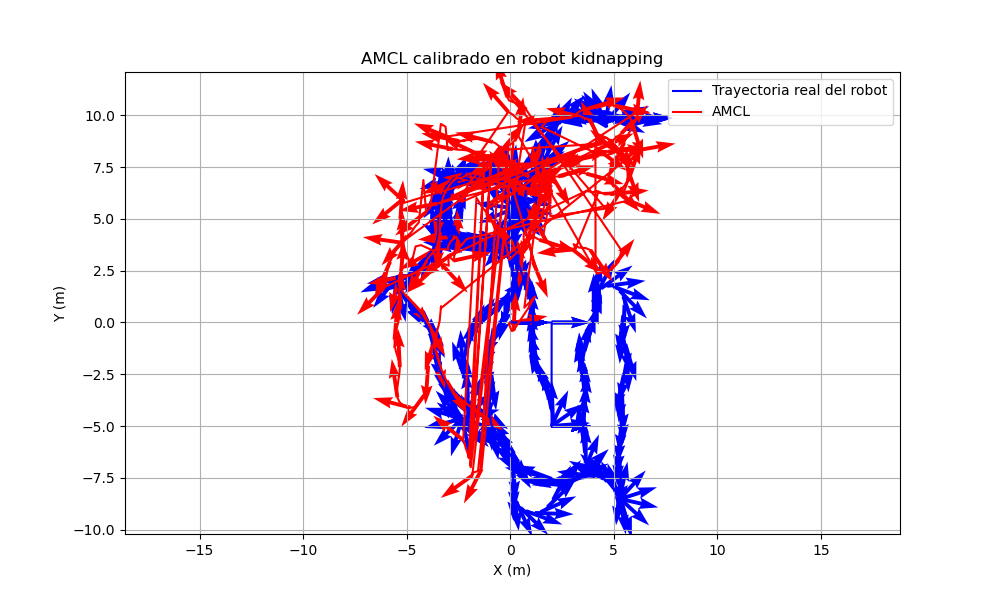 AMCL calibrado en robot kidnapping
Trayectoria real del robot
AMCL
Y (m)
10.0
7.5
5.0
2.5
0.0
−2.5
−5.0
−7.5
−10.0
−15 −10 −5 0 5 10 15
X (m)